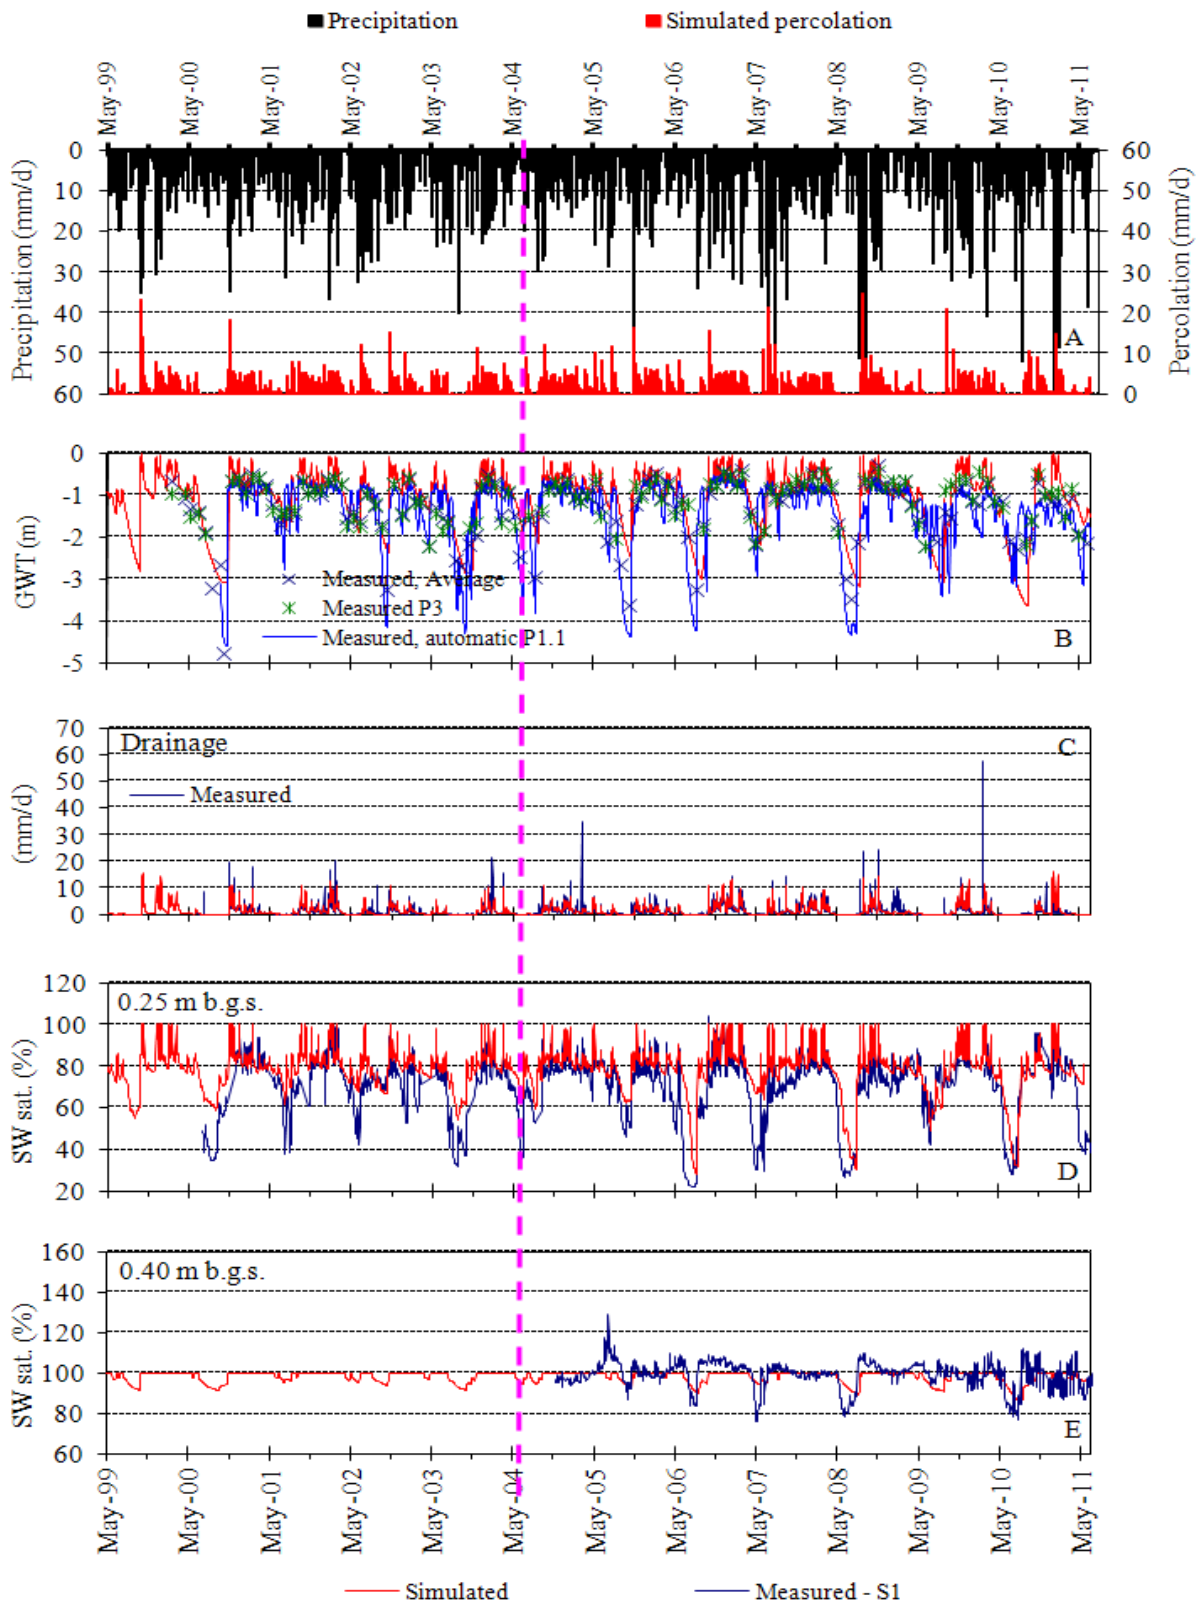 Precipitation Simulated percolation
May-99 May-00 May-01 May-02 May-03 May-04 May-05 May-06 May-07 May-08 May-09 May-10 May-11
Precipitation (mm/d)
0
10
20
30
40
50
60
60
50
40
30
20
10
0
Percolation (mm/d)
A
GWT (m)
0
-1
-2
-3
-4
-5
Measured, Average
Measured P3
Measured, automatic P1.1
B
(mm/d)
70
60
50
40
30
20
10
0
Drainage
Measured
C
SW sat. (%)
120
100
80
60
40
20
0.25 m b.g.s.
D
SW sat. (%)
160
140
120
100
80
60
0.40 m b.g.s.
E
May-99 May-00 May-01 May-02 May-03 May-04 May-05 May-06 May-07 May-08 May-09 May-10 May-11
Simulated Measured - S1